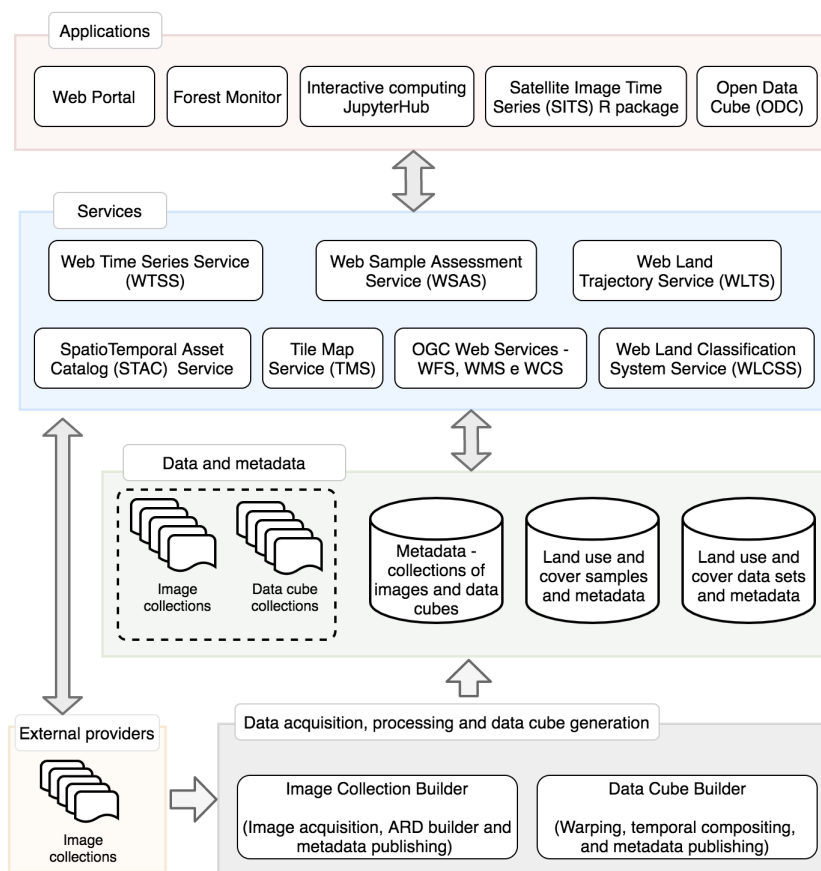 Applications
Web Portal
Forest Monitor
Interactive computing
JupyterHub
Satellite Image Time
Series (SITS) R package
Open Data
Cube (ODC)
Services
Web Time Series Service
(WTSS)
Web Sample Assessment
Service (WSAS)
Web Land
Trajectory Service (WLTS)
SpatioTemporal Asset
Catalog (STAC) Service
Tile Map
Service (TMS)
OGC Web Services -
WFS, WMS e WCS
Web Land Classification
System Service (WLCSS)
Data and metadata
Image
collections
Data cube
collections
Metadata -
collections of
images and data
cubes
Land use and
cover samples
and metadata
Land use and
cover data sets
and metadata
External providers
Image
collections
Data acquisition, processing and data cube generation
Image Collection Builder
(Image acquisition, ARD builder and
metadata publishing)
Data Cube Builder
(Warping, temporal compositing,
and metadata publishing)